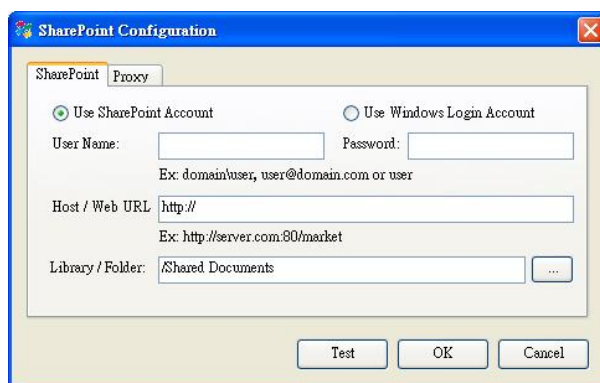 SharePoint Configuration
SharePoint Proxy
Use SharePoint Account Use Windows Login Account
User Name: Password:
Ex: domain\user, user@domain.com or user
Host / Web URL http://
Ex: http://server.com:80/market
Library / Folder: /Shared Documents ...
Test OK Cancel